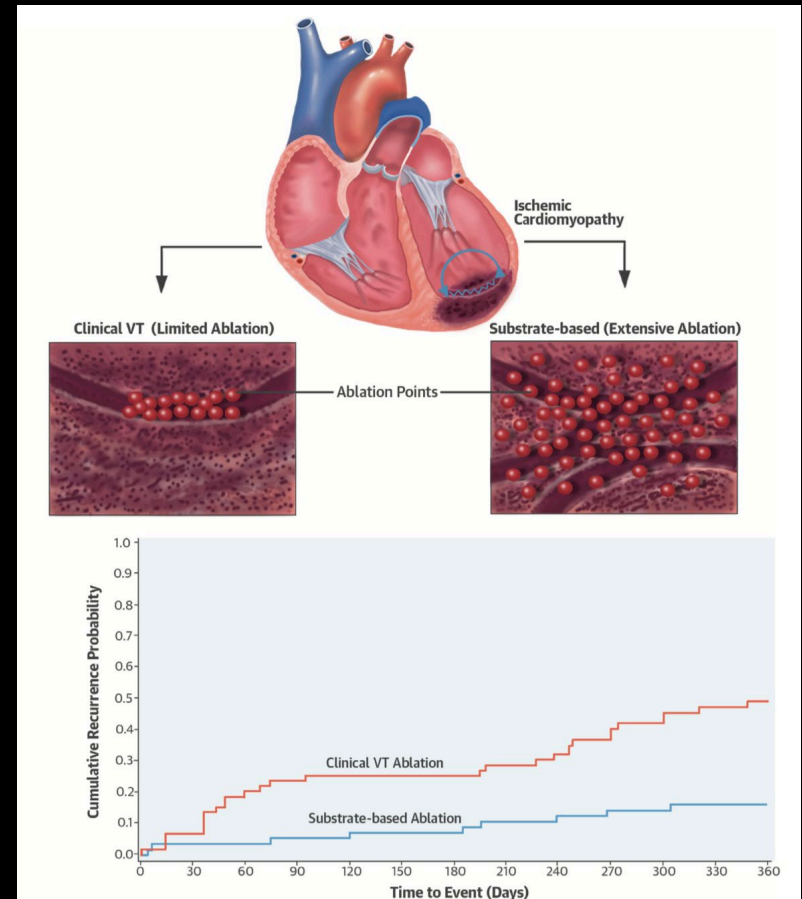 Ischemic
Cardiomyopathy
Clinical VT (Limited Ablation)
Substrate-based (Extensive Ablation)
Ablation Points
Cumulative Recurrence Probability
1.0
0.9
0.8
0.7
0.6
0.5
0.4
0.3
0.2
0.1
0.0
Clinical VT Ablation
Substrate-based Ablation
0 30 60 90 120 150 180 210 240 270 300 330 360
Time to Event (Days)